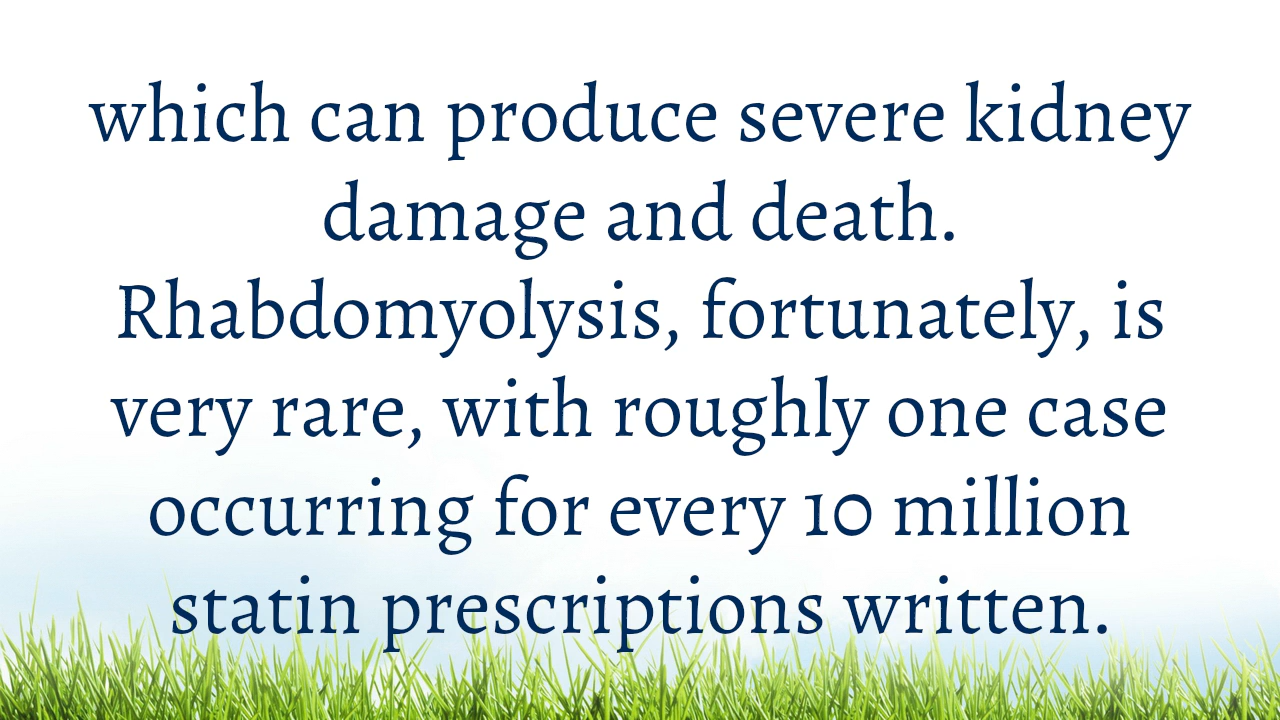 which can produce severe kidney
damage and death.
Rhabdomyolysis, fortunately, is
very rare, with roughly one case
occurring for every 10 million
statin prescriptions written.